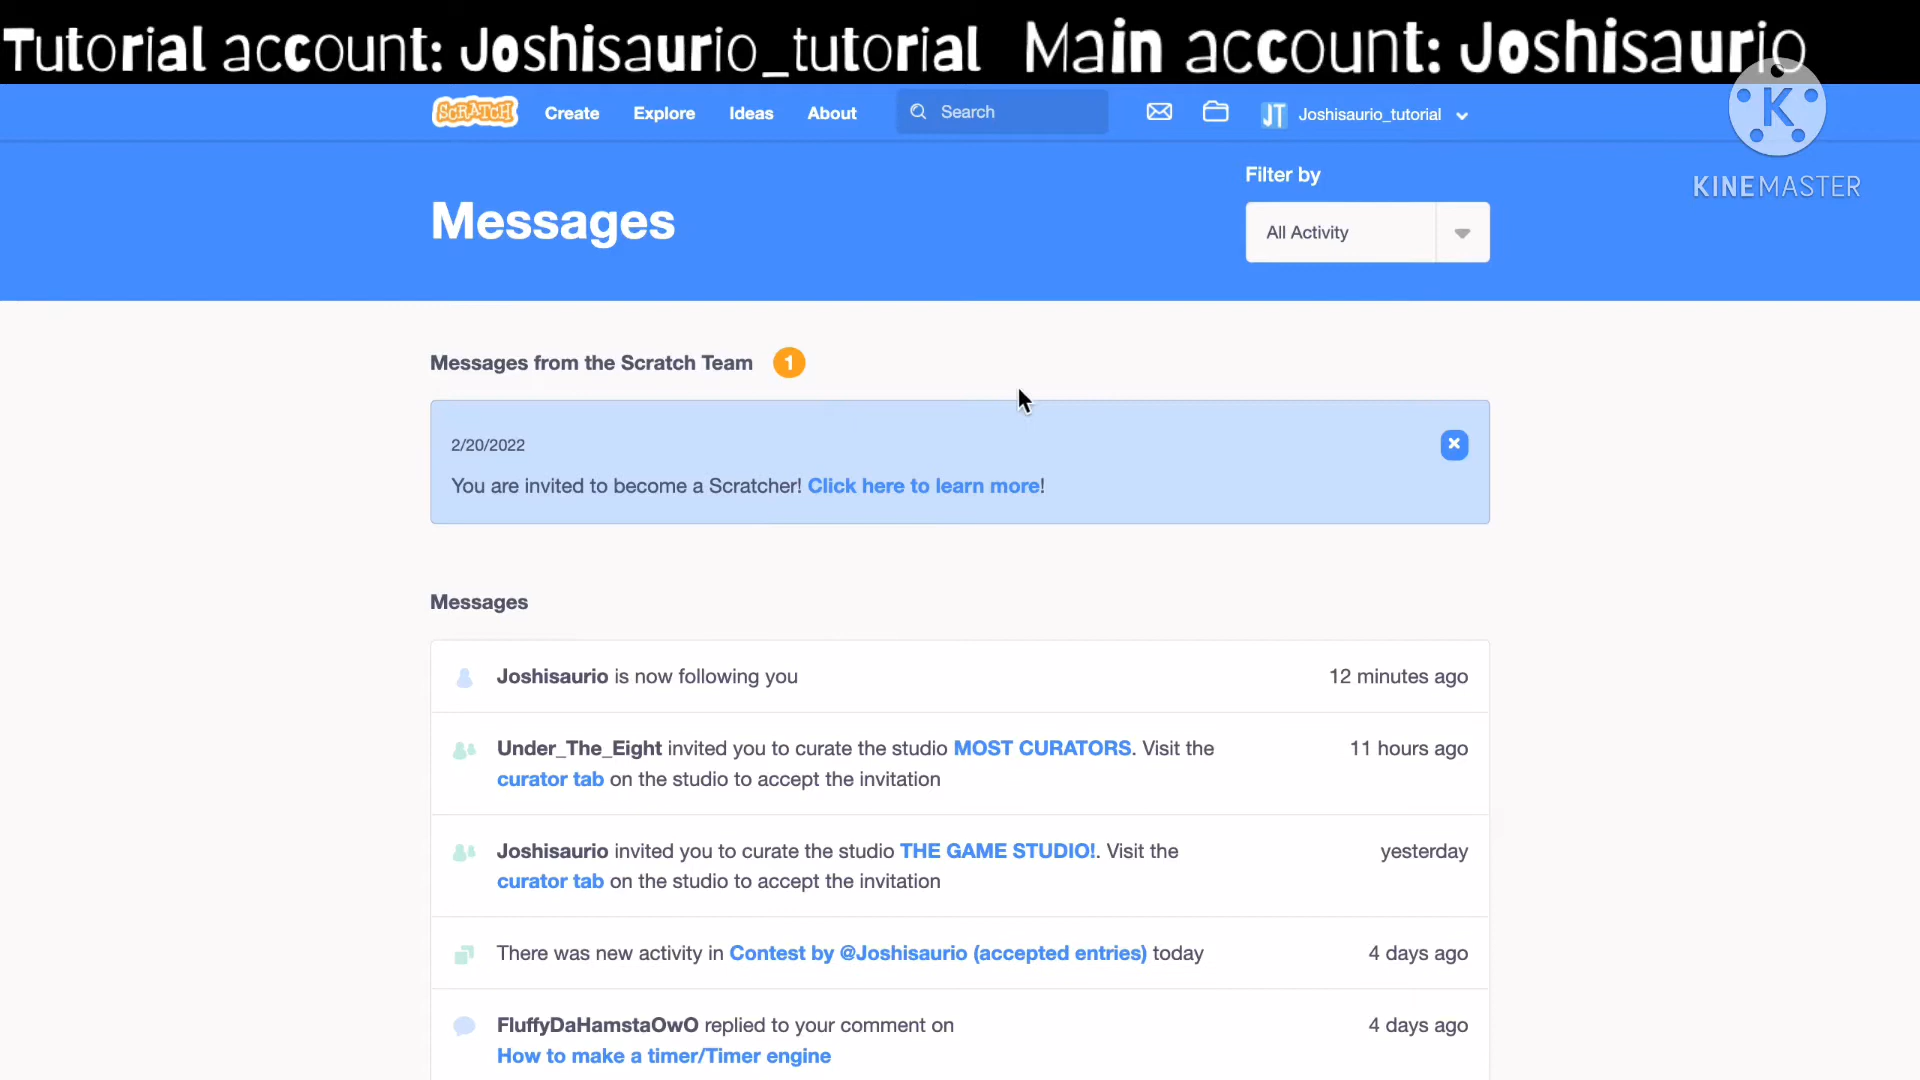 Tutorial account: Joshisaurio_tutorial Main account: Joshisaurio
SCRATCH Create Explore Ideas About Search JT Joshisaurio_tutorial
K
KINEMASTER
Filter by
Messages
All Activity
Messages from the Scratch Team 1
2/20/2022
You are invited to become a Scratcher! Click here to learn more!
Messages
Joshisaurio is now following you 12 minutes ago
Under_The_Eight invited you to curate the studio MOST CURATORS. Visit the 11 hours ago
curator tab on the studio to accept the invitation
Joshisaurio invited you to curate the studio THE GAME STUDIO!. Visit the yesterday
curator tab on the studio to accept the invitation
There was new activity in Contest by @Joshisaurio (accepted entries) today 4 days ago
FluffyDaHamstaOwO replied to your comment on 4 days ago
How to make a timer/Timer engine